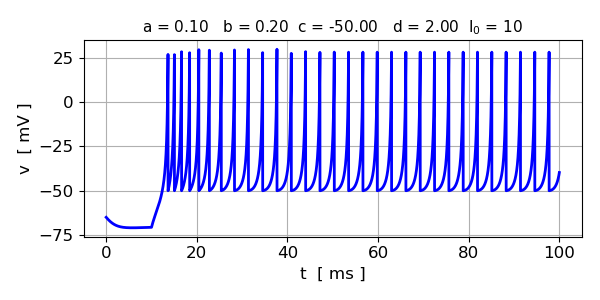 a = 0.10 b = 0.20 c = -50.00 d = 2.00 I₀ = 10
v [ mV ]
25
0
−25
−50
−75
0 20 40 60 80 100
t [ ms ]